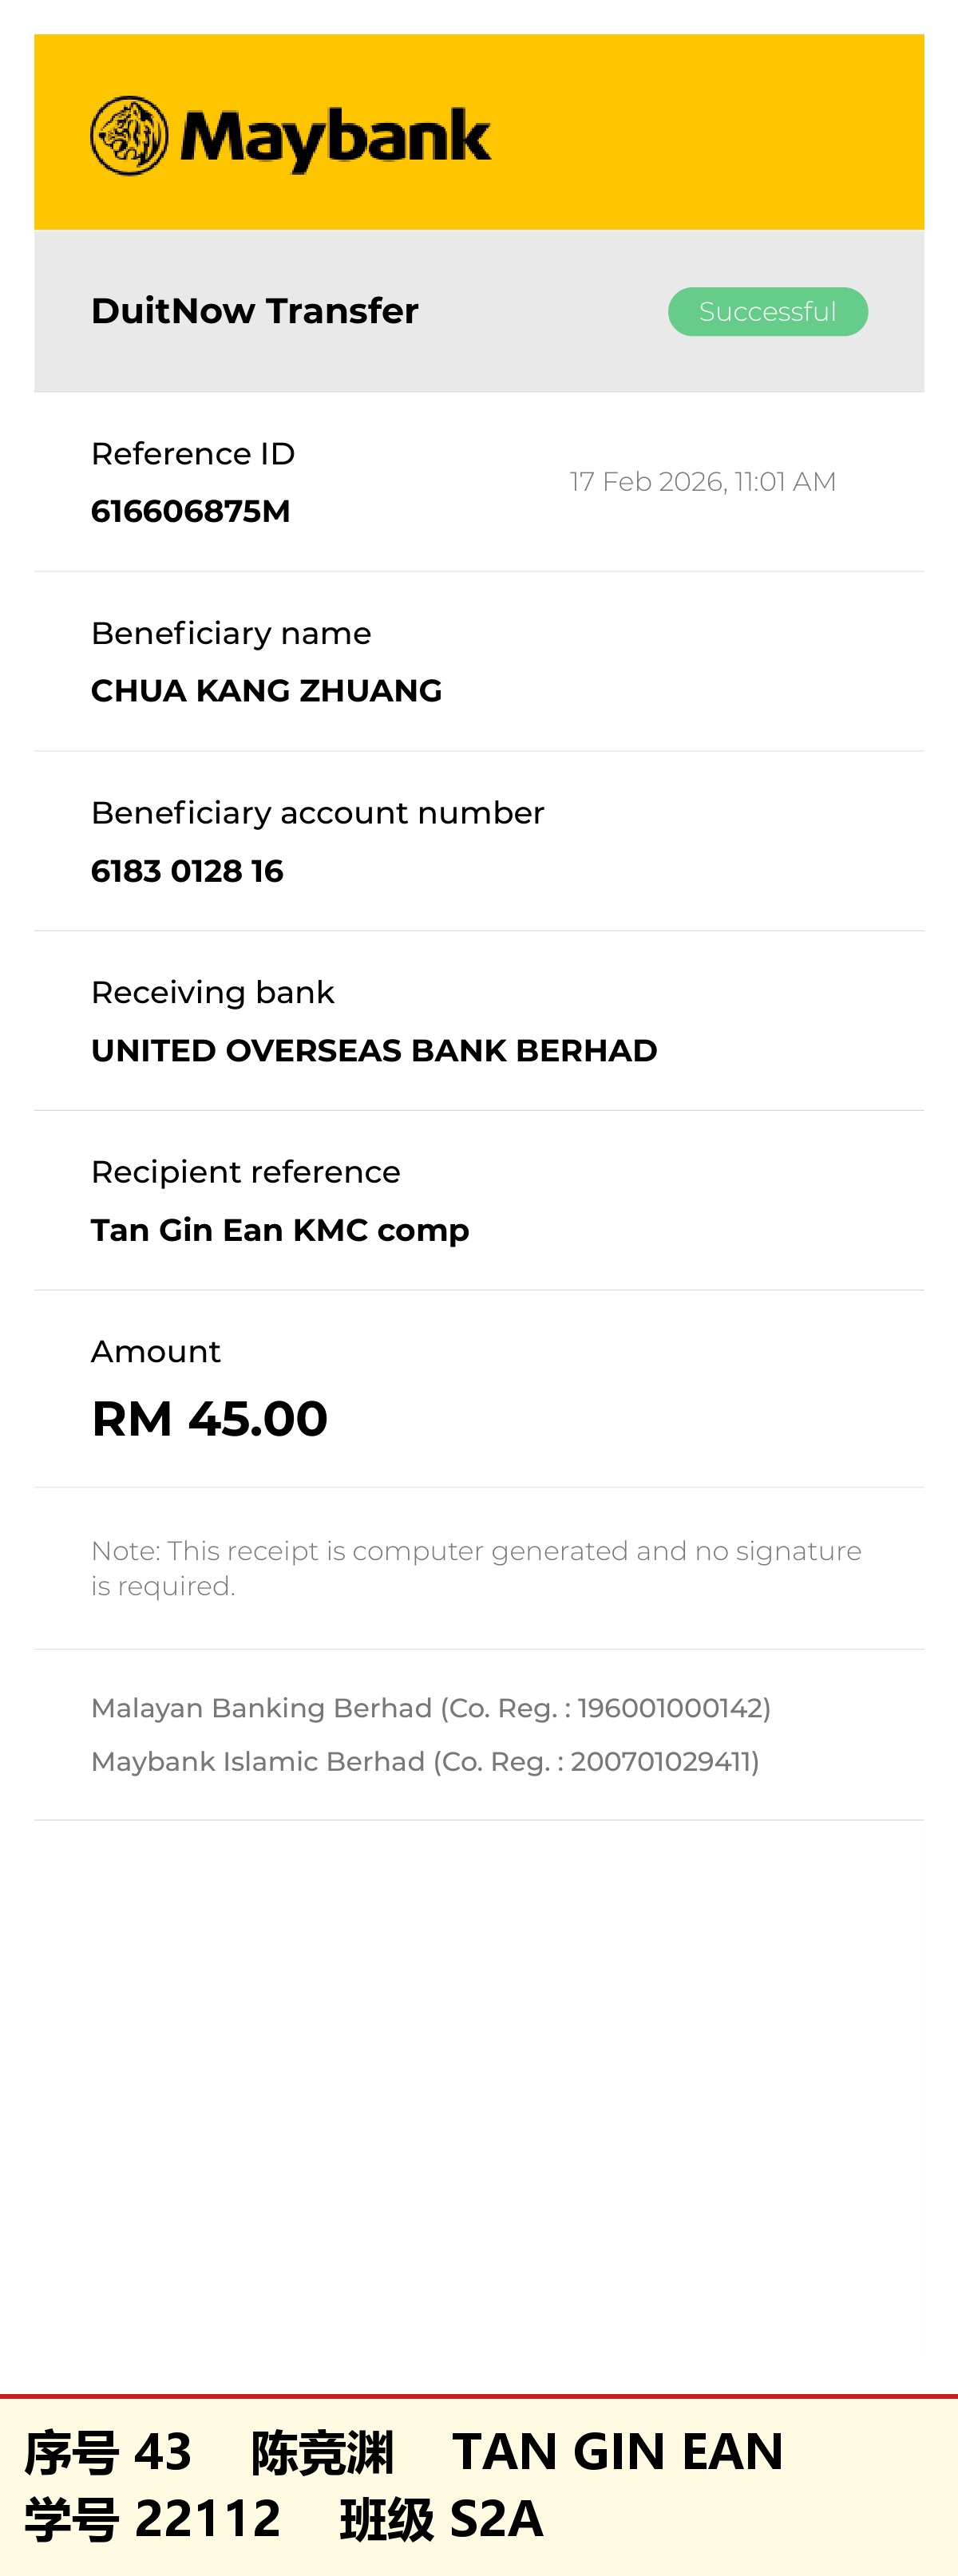 Maybank
DuitNow Transfer
Successful
Reference ID
17 Feb 2026, 11:01 AM
616606875M
Beneficiary name
CHUA KANG ZHUANG
Beneficiary account number
6183 0128 16
Receiving bank
UNITED OVERSEAS BANK BERHAD
Recipient reference
Tan Gin Ean KMC comp
Amount
RM 45.00
Note: This receipt is computer generated and no signature
is required.
Malayan Banking Berhad (Co. Reg. : 196001000142)
Maybank Islamic Berhad (Co. Reg. : 200701029411)
序号 43 陈竞渊 TAN GIN EAN
学号 22112 班级 S2A